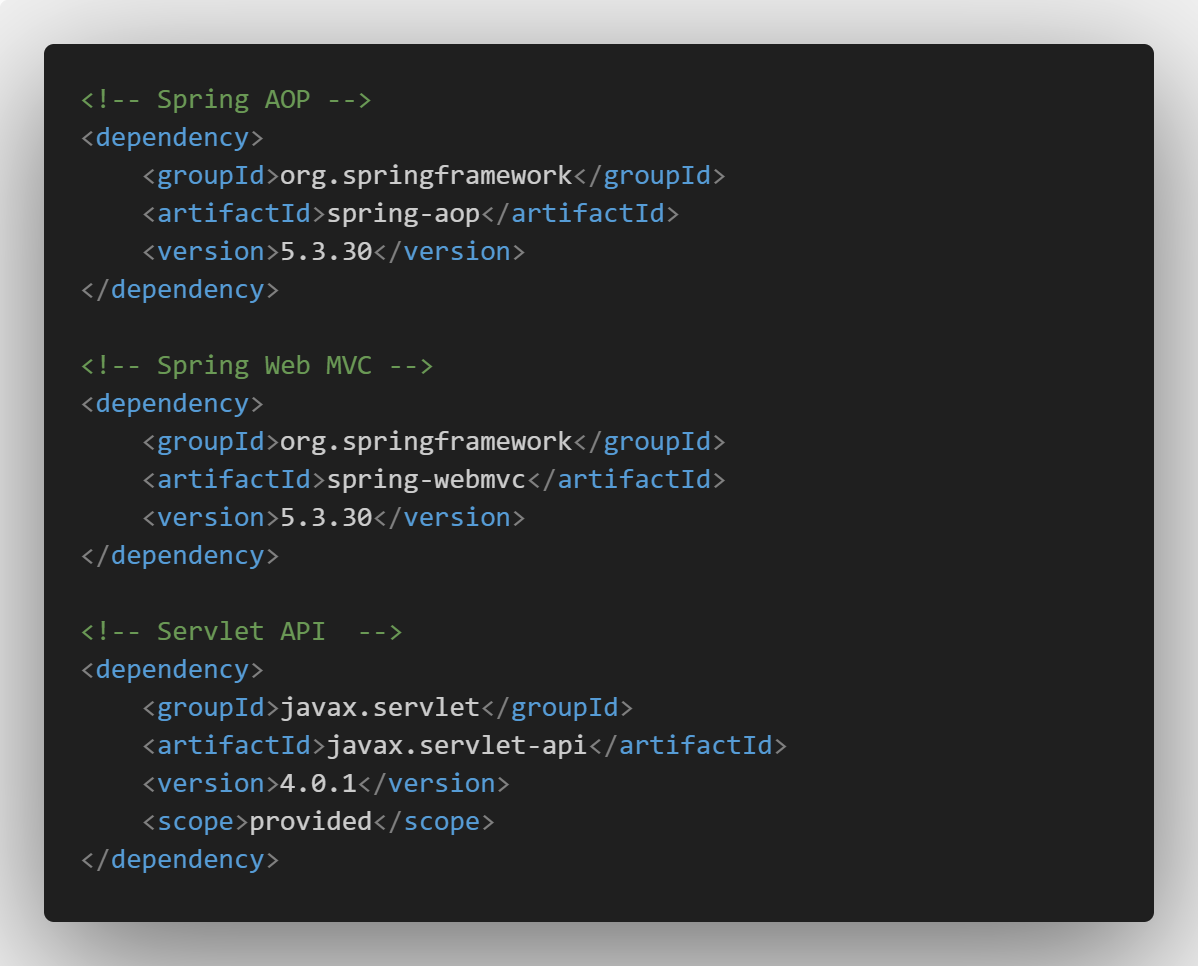 <!-- Spring AOP -->
<dependency>
    <groupId>org.springframework</groupId>
    <artifactId>spring-aop</artifactId>
    <version>5.3.30</version>
</dependency>

<!-- Spring Web MVC -->
<dependency>
    <groupId>org.springframework</groupId>
    <artifactId>spring-webmvc</artifactId>
    <version>5.3.30</version>
</dependency>

<!-- Servlet API  -->
<dependency>
    <groupId>javax.servlet</groupId>
    <artifactId>javax.servlet-api</artifactId>
    <version>4.0.1</version>
    <scope>provided</scope>
</dependency>